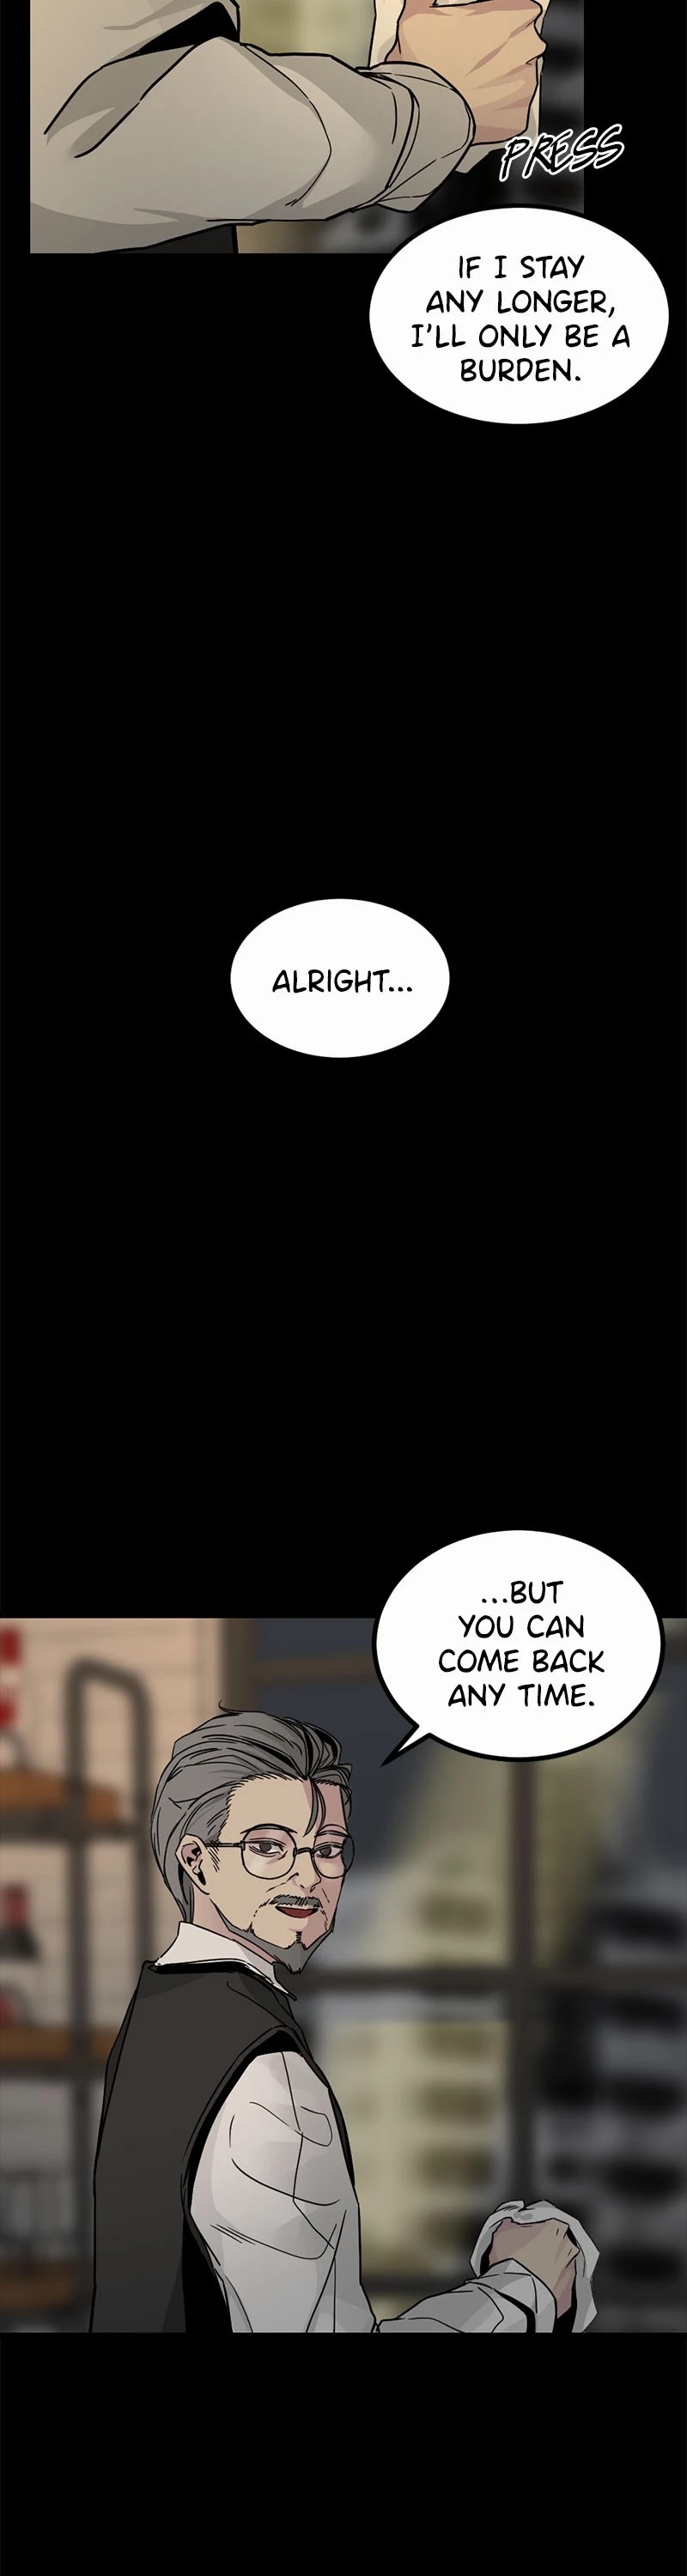 PRESS
IF I STAY
ANY LONGER,
I'LL ONLY BE A
BURDEN.
ALRIGHT...
...BUT
YOU CAN
COME BACK
ANY TIME.